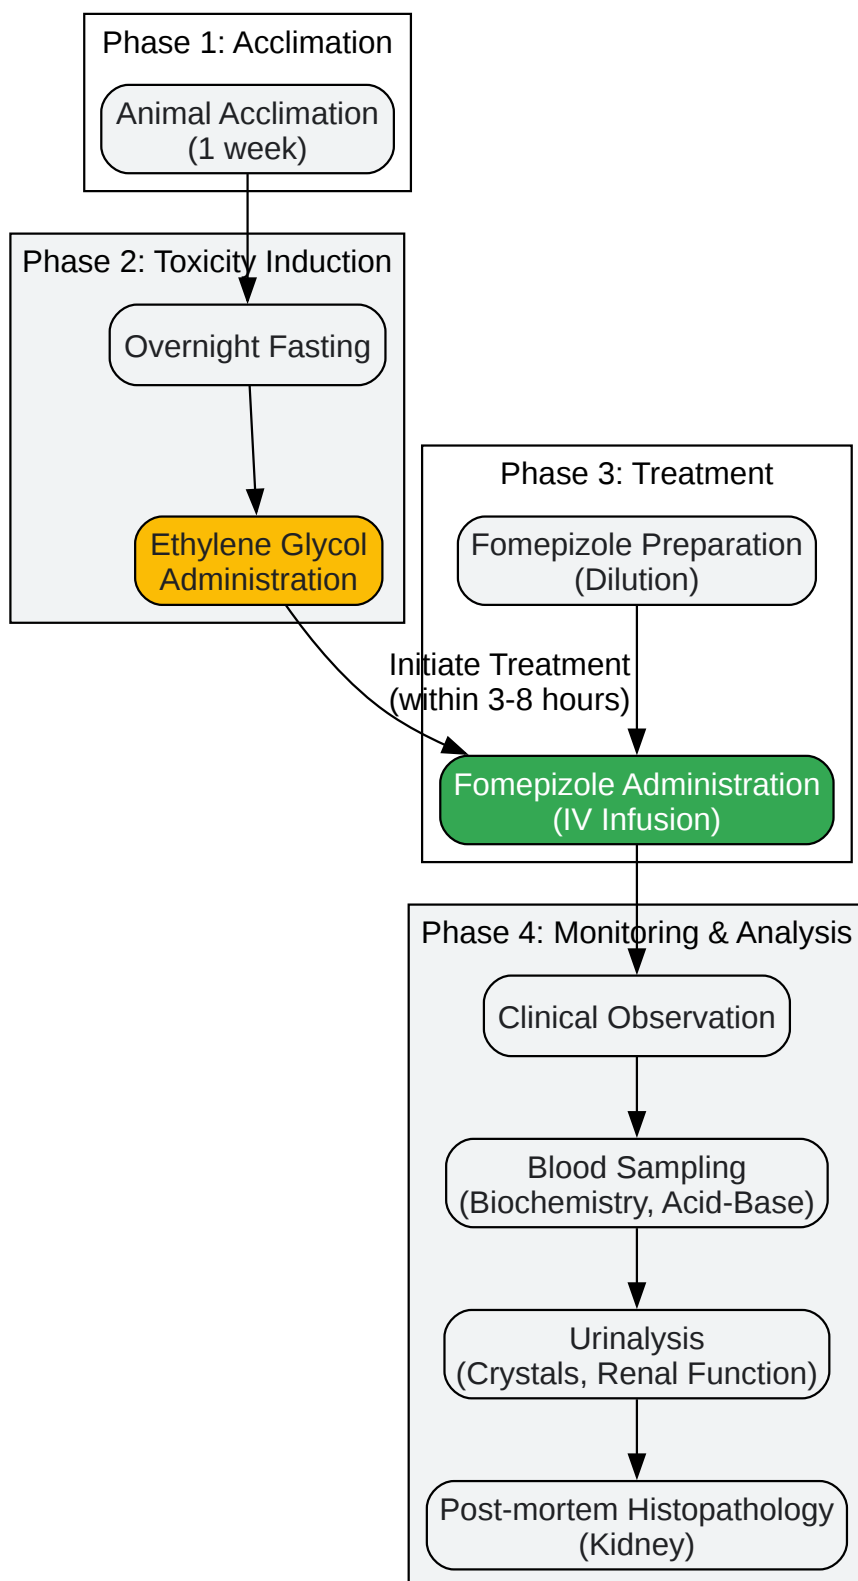 Phase 1: Acclimation
Animal Acclimation
(1 week)
Phase 2: Toxicity Induction
Overnight Fasting
Ethylene Glycol
Administration
Phase 3: Treatment
Fomepizole Preparation
(Dilution)
Initiate Treatment
(within 3-8 hours)
Fomepizole Administration
(IV Infusion)
Phase 4: Monitoring & Analysis
Clinical Observation
Blood Sampling
(Biochemistry, Acid-Base)
Urinalysis
(Crystals, Renal Function)
Post-mortem Histopathology
(Kidney)